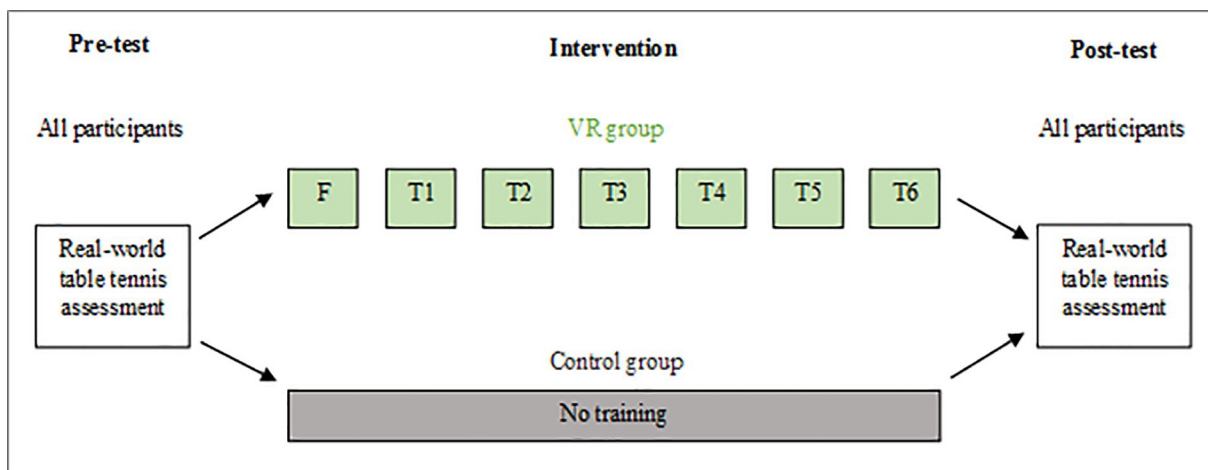 Pre-test
Intervention
Post-test
All participants
VR group
All participants
F
T1
T2
T3
T4
T5
T6
Real-world
table tennis
assessment
Real-world
table tennis
assessment
Control group
No training